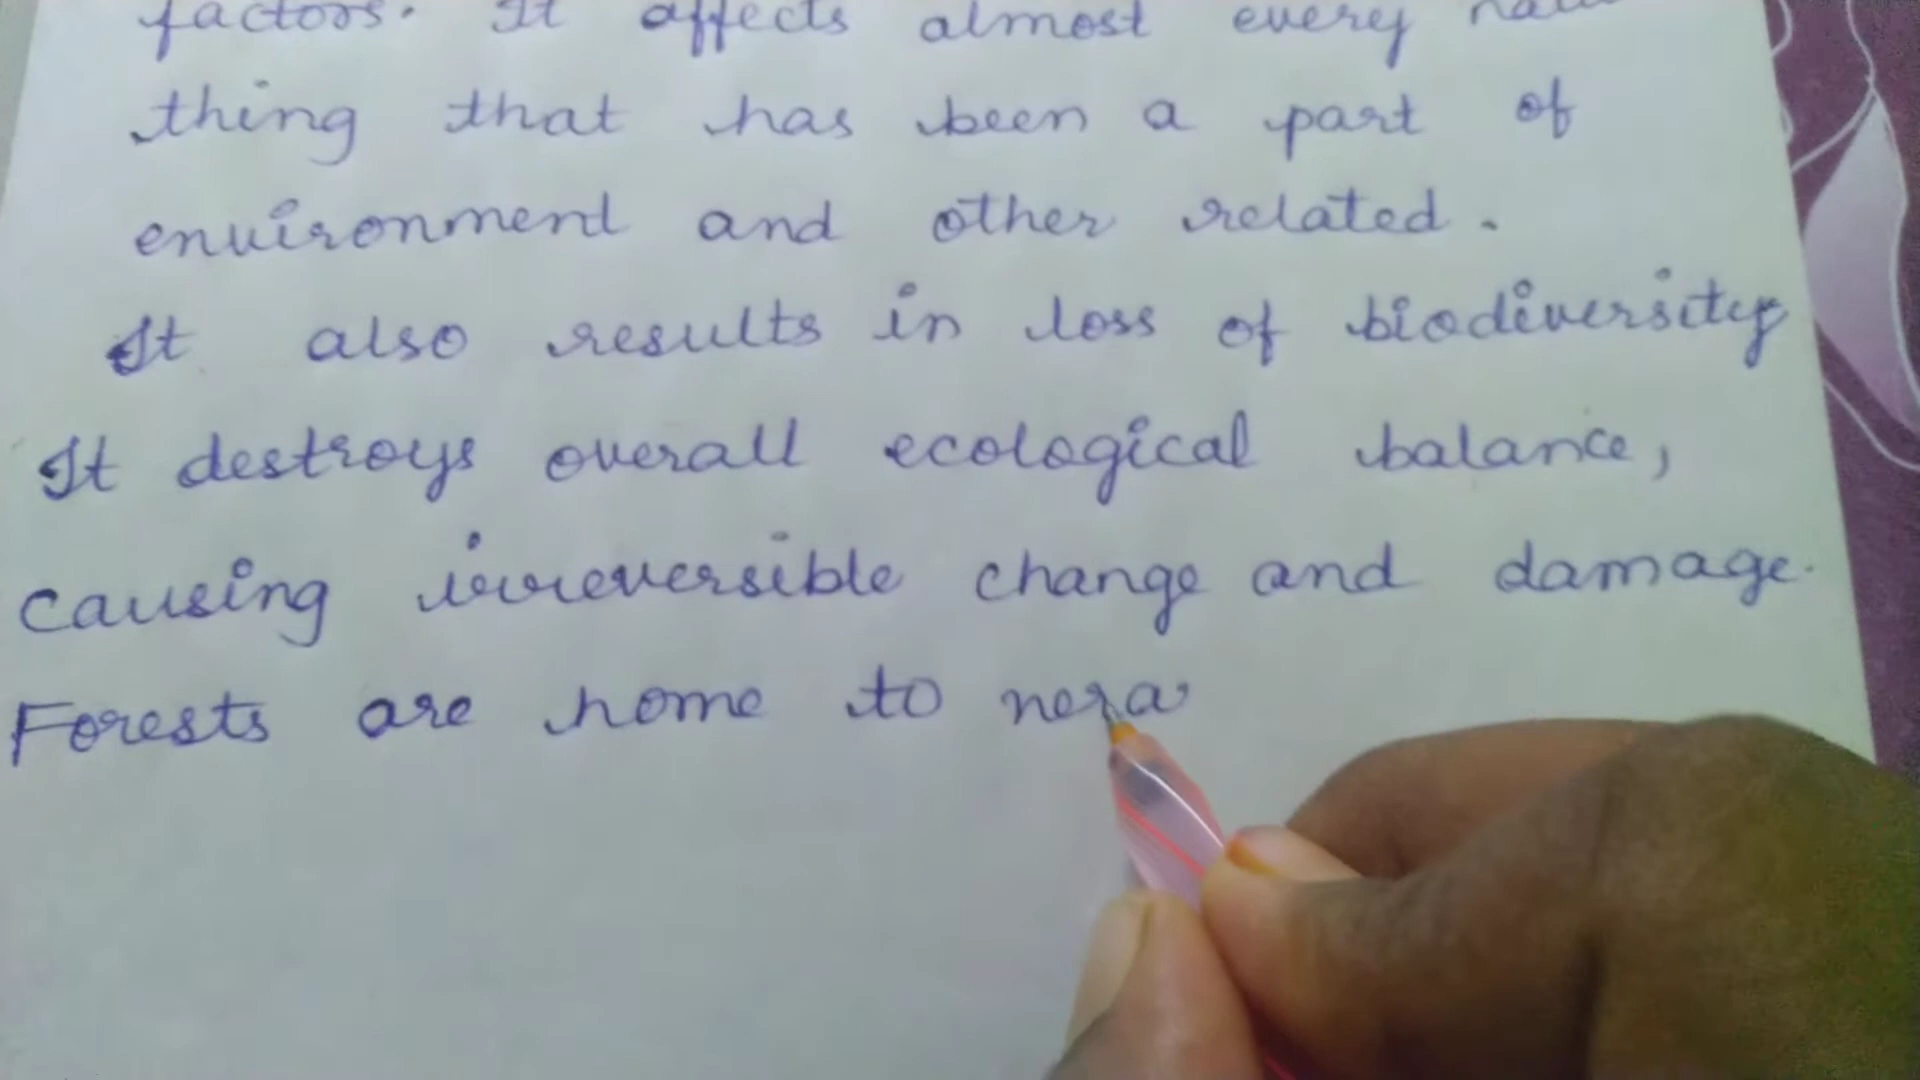 factors. It affects almost every
thing that has been a part of
environment and other related.
It also results in loss of biodiversity
It destroys overall ecological balance,
causing irreversible change and damage.
Forests are home to